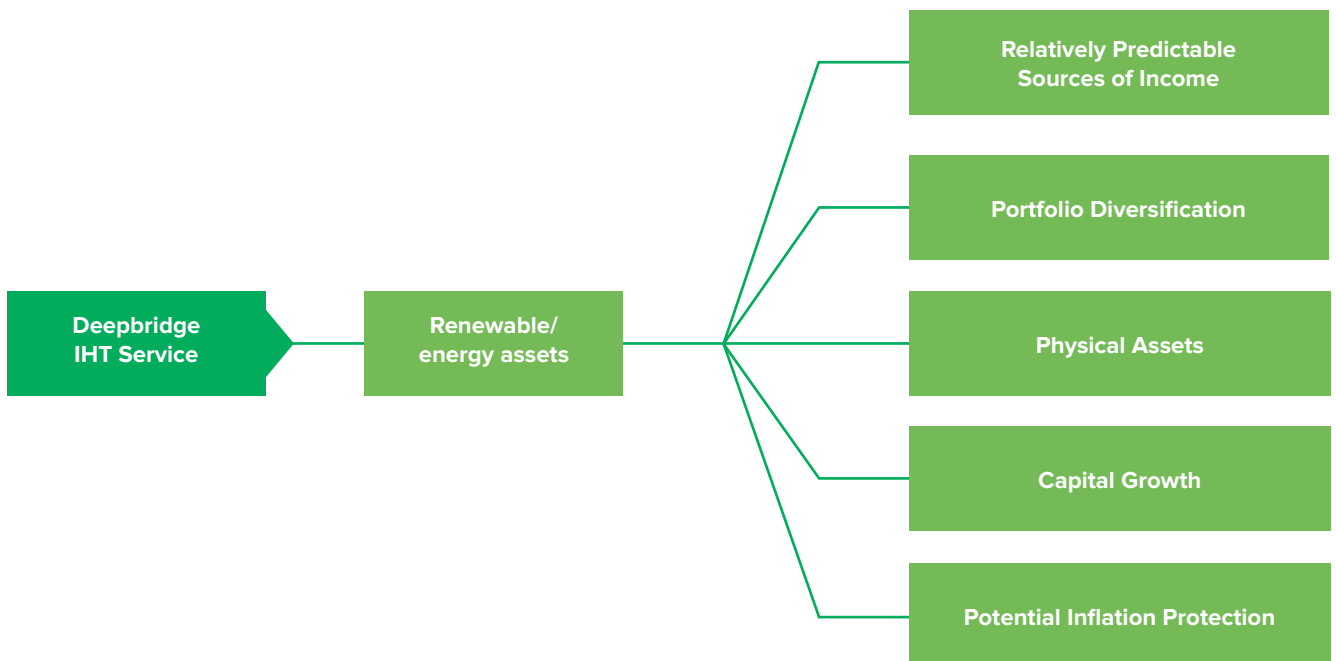 Deepbridge
IHT Service
Renewable/
energy assets
Relatively Predictable
Sources of Income
Portfolio Diversification
Physical Assets
Capital Growth
Potential Inflation Protection